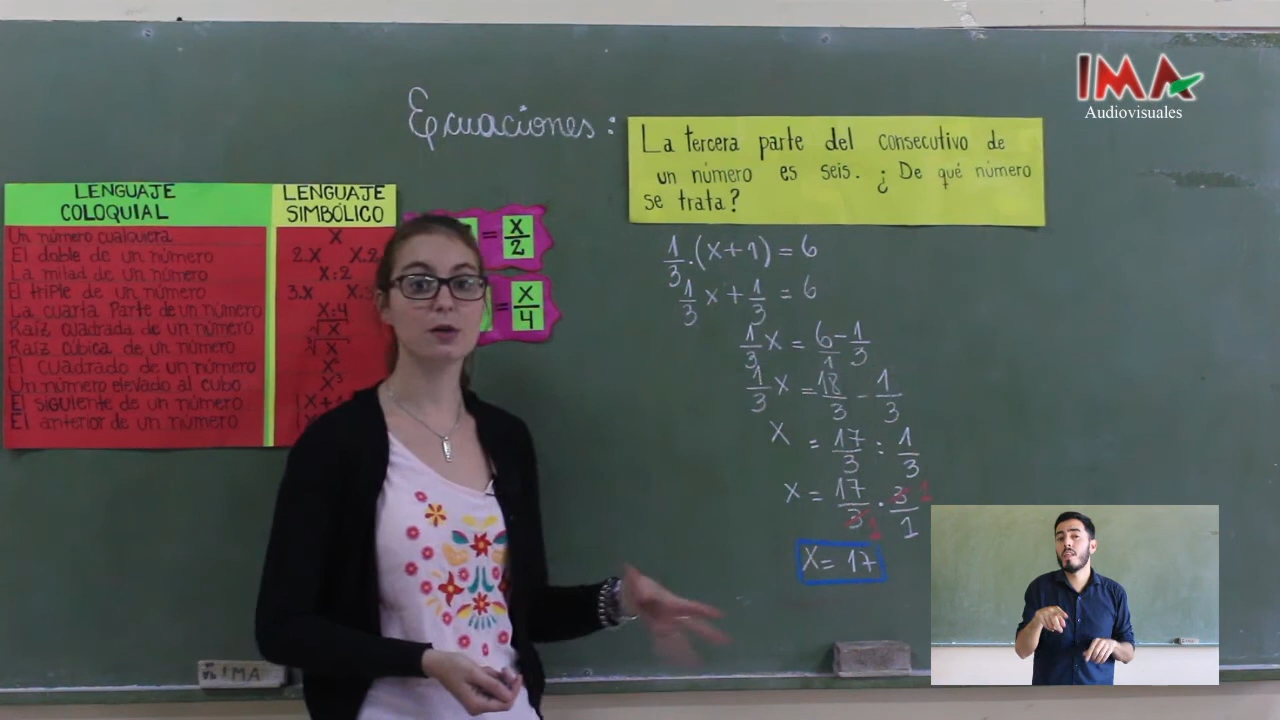 IMA
Audiovisuales
Ecuaciones:
La tercera parte del consecutivo de
un número es seis. ¿De qué número
se trata?
LENGUAJE COLOQUIAL
LENGUAJE SIMBÓLICO
Un número cualquiera X
El doble de un número 2.X X.2
La mitad de un número X:2
El triple de un número 3.X
La cuarta Parte de un número X:4
Raíz cuadrada de un número √X
Raíz cúbica de un número ∛X
El cuadrado de un número
Un número elevado al cubo X³
El siguiente de un número
El anterior de un número
= X/2
= X/4
1/3.(X+1)=6
1/3 X+1/3=6
1/3 X=6/1-1/3
1/3 X=18/3-1/3
X=17/3:1/3
X=17/3.3/1
1
1
X=17
IMA